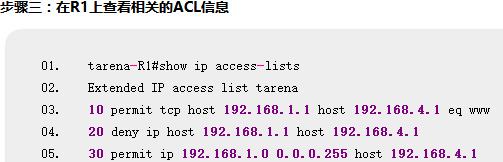 步骤三：在R1上查看相关的ACL信息
01. tarena-R1#show ip access-lists
02. Extended IP access list tarena
03. 10 permit tcp host 192.168.1.1 host 192.168.4.1 eq www
04. 20 deny ip host 192.168.1.1 host 192.168.4.1
05. 30 permit ip 192.168.1.0 0.0.0.255 host 192.168.4.1